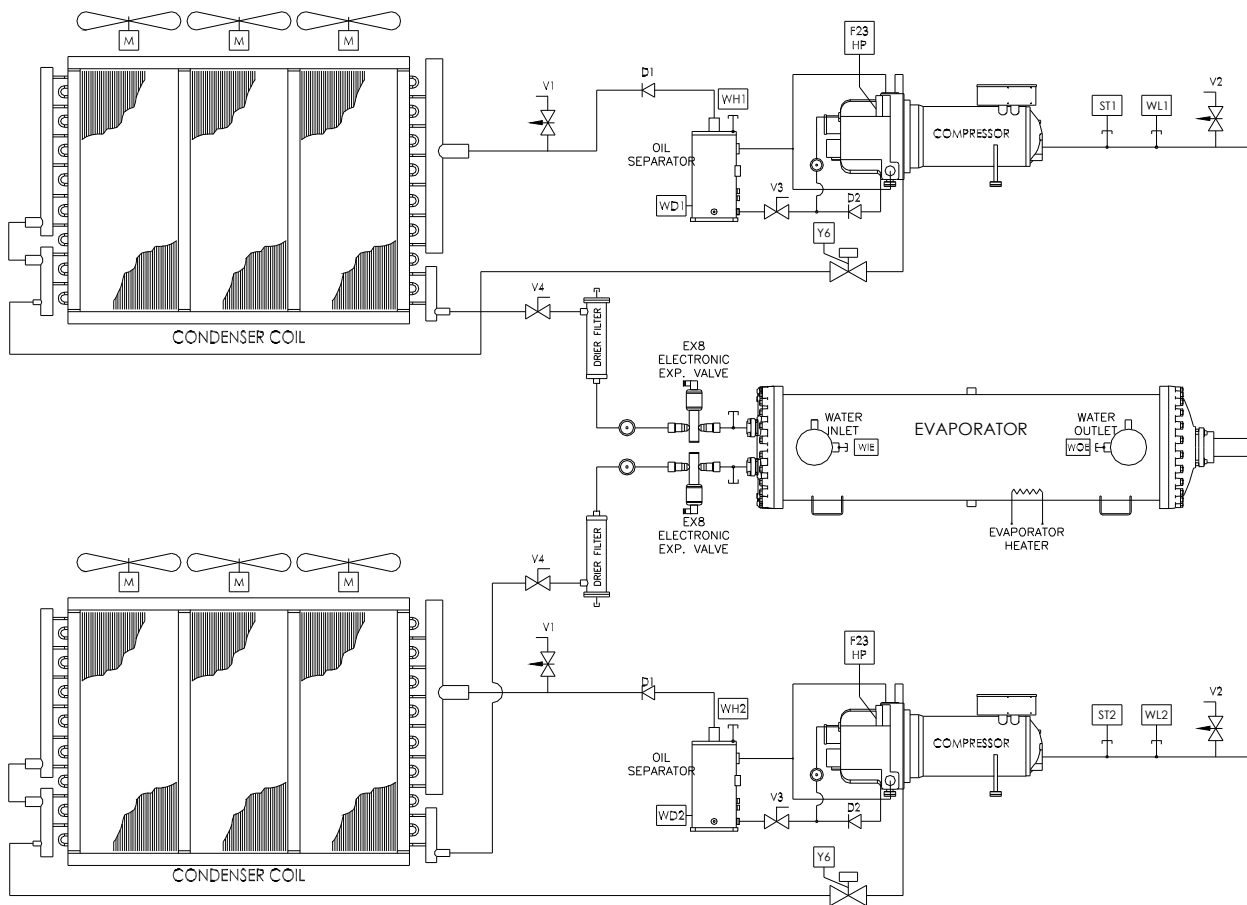 M
M
M
F23
HP
D1
V1
WH1
ST1
WL1
V2
COMPRESSOR
OIL
SEPARATOR
V3
D2
WD1
Y6
V4
CONDENSER COIL
DRIER FILTER
EX8
ELECTRONIC
EXP. VALVE
WATER
INLET
WIE
EVAPORATOR
WATER
OUTLET
WOE
EX8
ELECTRONIC
EXP. VALVE
EVAPORATOR
HEATER
DRIER FILTER
V4
M
M
M
V1
F23
HP
D1
WH2
ST2
WL2
V2
COMPRESSOR
OIL
SEPARATOR
V3
D2
WD2
Y6
CONDENSER COIL